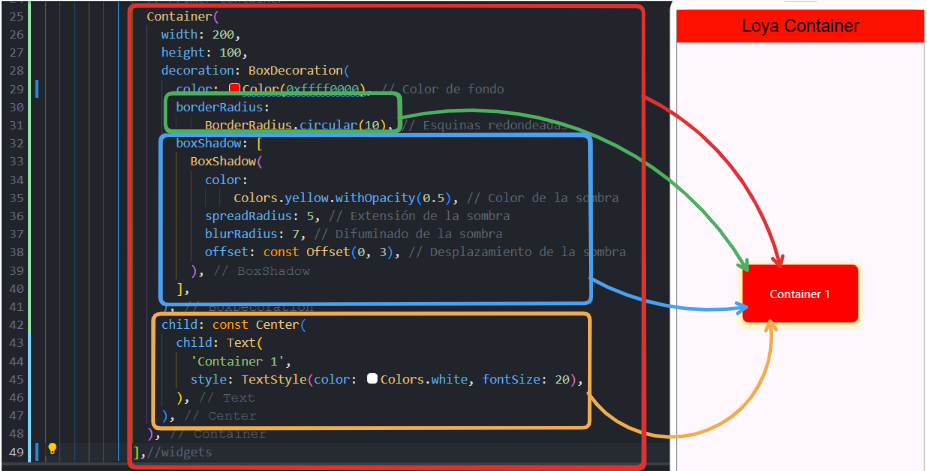 25 Container(
26 width: 200,
27 height: 100,
28 decoration: BoxDecoration(
29 color: Color(0xffff0000), // Color de fondo
30 borderRadius:
31 BorderRadius.circular(10), // Esquinas redondeadas
32 boxShadow: [
33 BoxShadow(
34 color:
35 Colors.yellow.withOpacity(0.5), // Color de la sombra
36 spreadRadius: 5, // Extensión de la sombra
37 blurRadius: 7, // Difuminado de la sombra
38 offset: const Offset(0, 3), // Desplazamiento de la sombra
39 ), // BoxShadow
40 ],
41 ), // BoxDecoration
42 child: const Center(
43 child: Text(
44 'Container 1',
45 style: TextStyle(color: Colors.white, fontSize: 20),
46 ), // Text
47 ), // Center
48 ), // Container
49 ],//widgets
Loya Container
Container 1